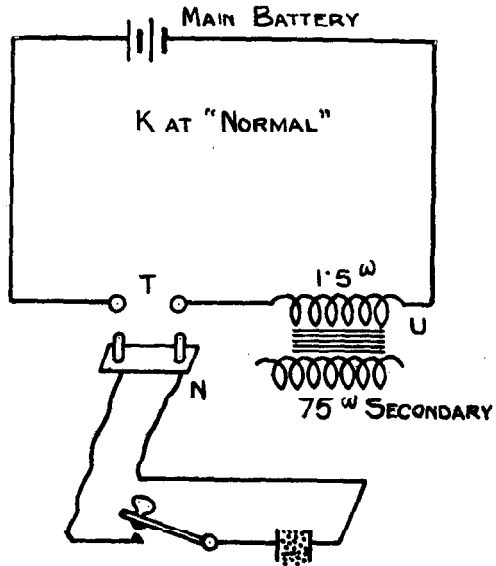 MAIN BATTERY
K AT "NORMAL"
T
1.5 ω
U
N
75 ω SECONDARY